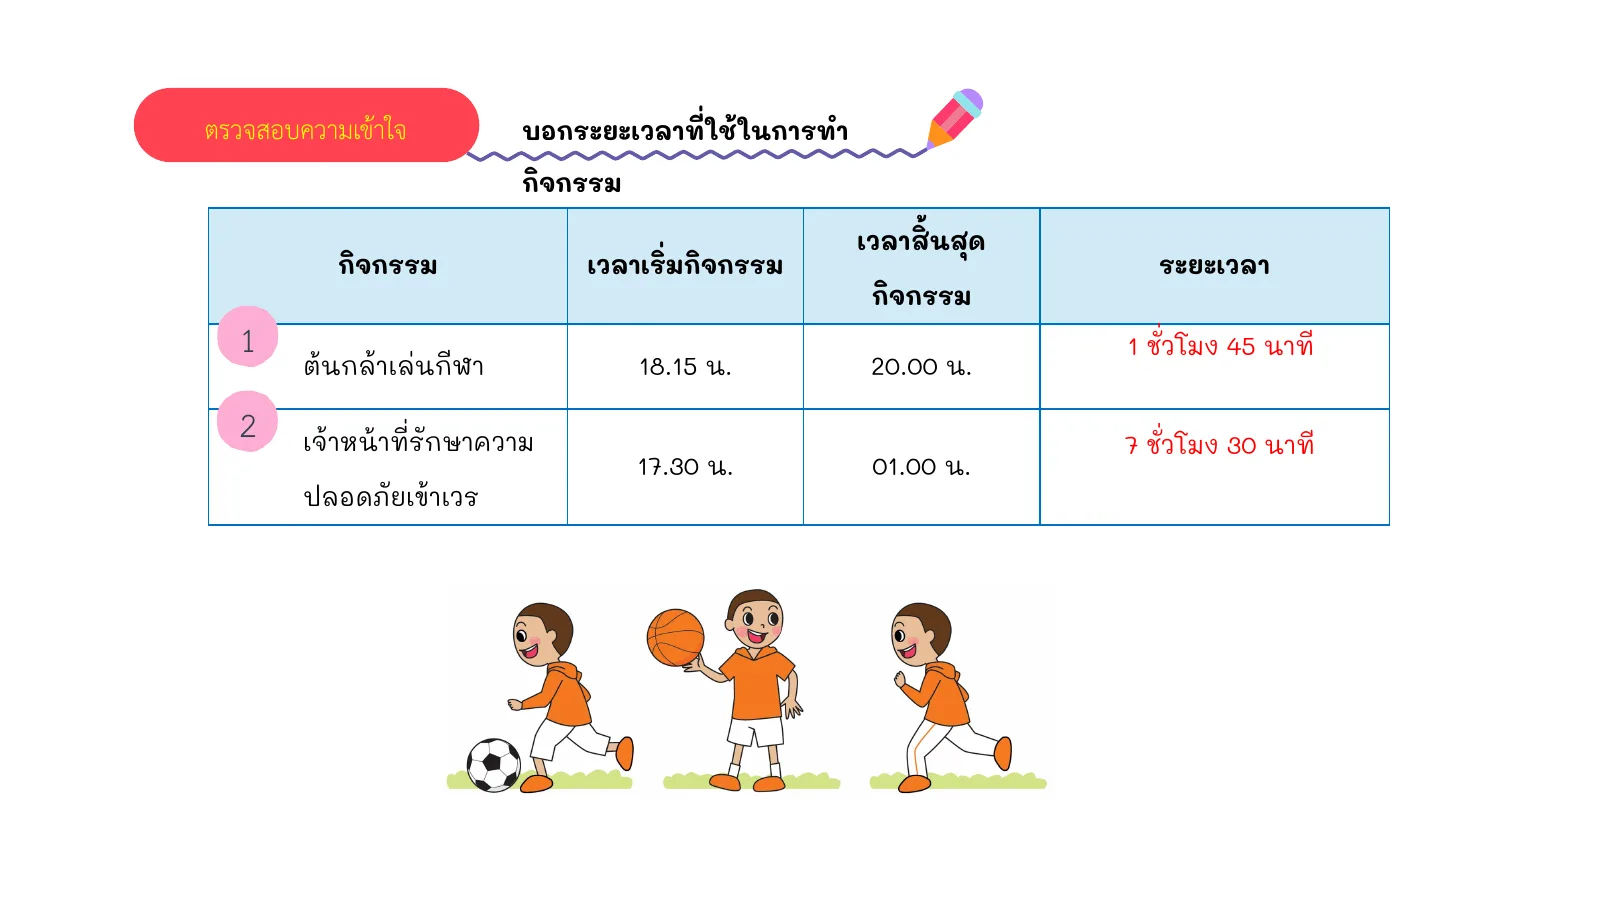 ตรวจสอบความเข้าใจ
บอกระยะเวลาที่ใช้ในการทำ
กิจกรรม
กิจกรรม
เวลาเริ่มกิจกรรม
เวลาสิ้นสุด
กิจกรรม
ระยะเวลา
1
ต้นกล้าเล่นกีฬา
18.15 น.
20.00 น.
1 ชั่วโมง 45 นาที
2
เจ้าหน้าที่รักษาความ
ปลอดภัยเข้าเวร
17.30 น.
01.00 น.
7 ชั่วโมง 30 นาที